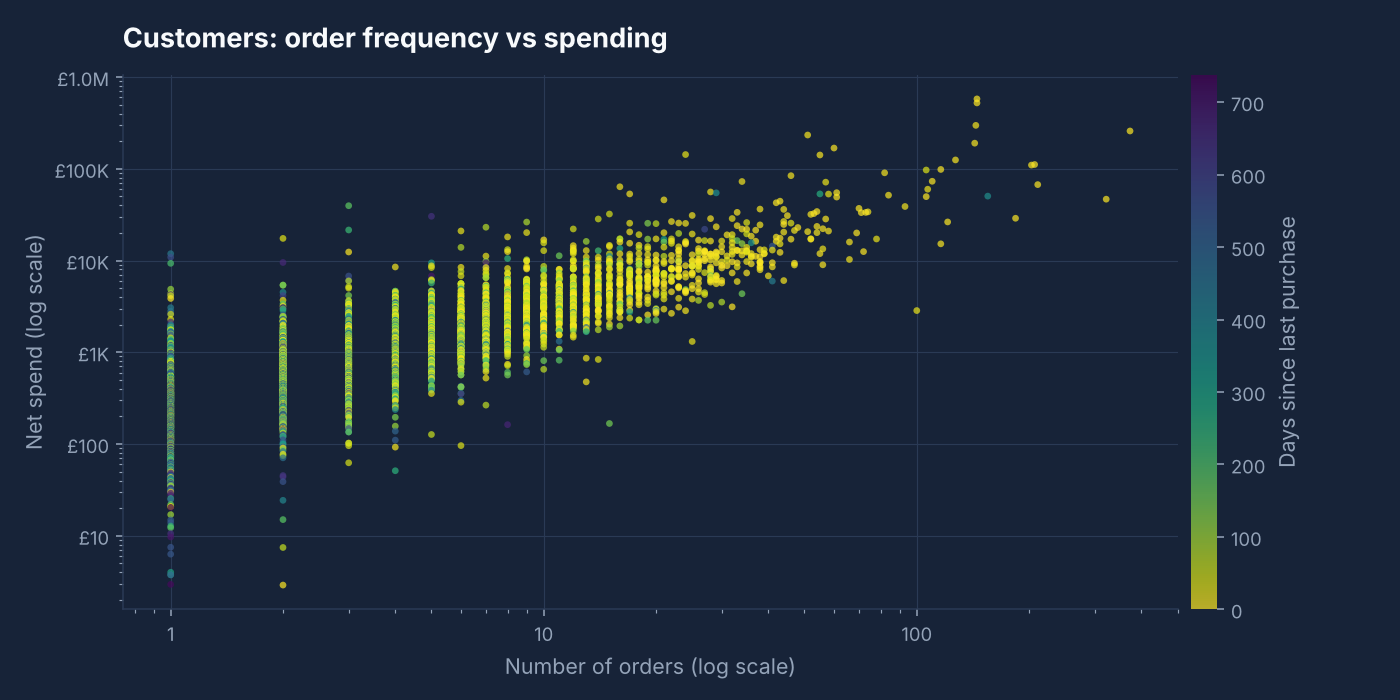 Customers: order frequency vs spending
£1.0M
£100K
£10K
£1K
£100
£10
Net spend (log scale)
1
10
100
Number of orders (log scale)
700
600
500
400
300
200
100
0
Days since last purchase